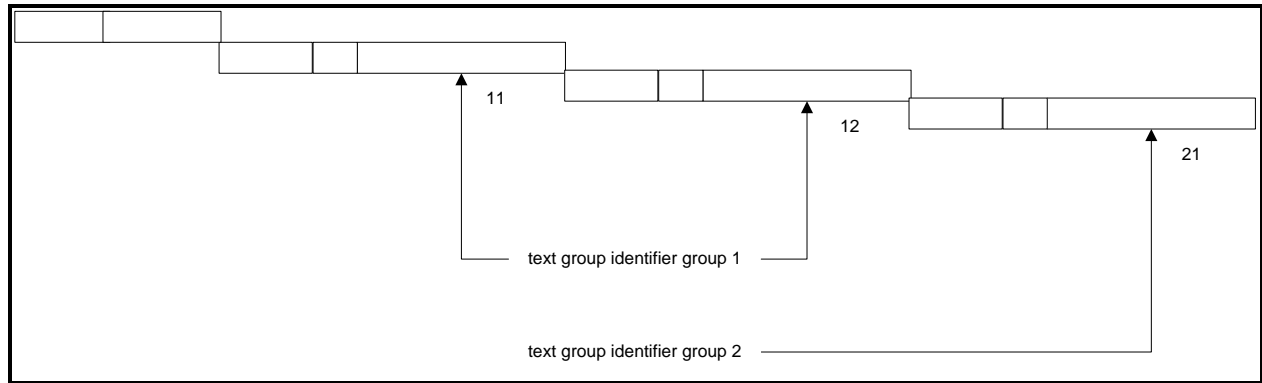 11
12
21
text group identifier group 1
text group identifier group 2